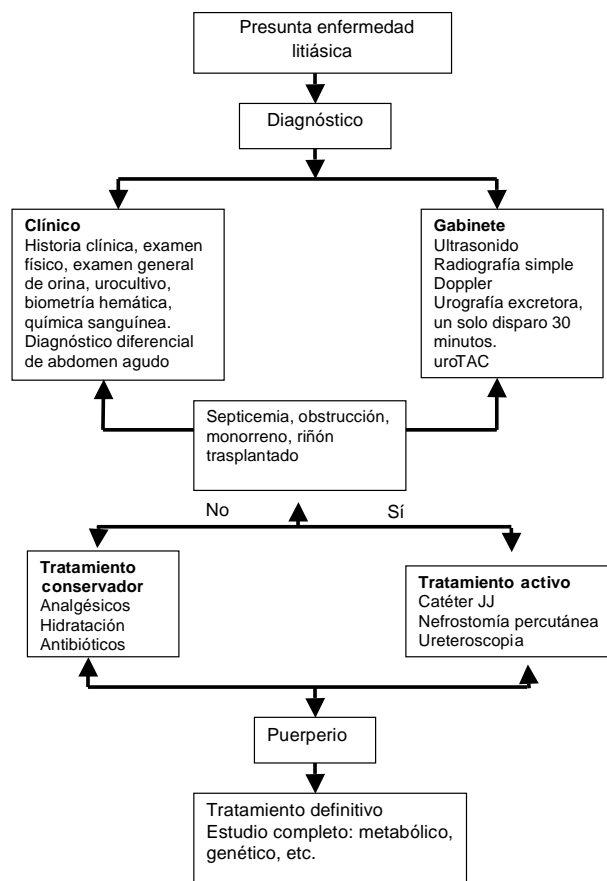 Presunta enfermedad
litiásica
Diagnóstico
Clínico
Historia clínica, examen
físico, examen general
de orina, urocultivo,
biometría hemática,
química sanguínea.
Diagnóstico diferencial
de abdomen agudo
Gabinete
Ultrasonido
Radiografía simple
Doppler
Urografía excretora,
un solo disparo 30
minutos.
uroTAC
Septicemia, obstrucción,
monorreno, riñón
trasplantado
No
Sí
Tratamiento
conservador
Analgésicos
Hidratación
Antibióticos
Tratamiento activo
Catéter JJ
Nefrostomía percutánea
Ureteroscopia
Puerperio
Tratamiento definitivo
Estudio completo: metabólico,
genético, etc.